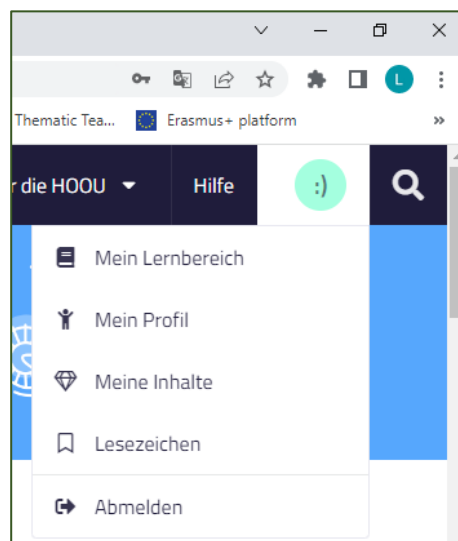 L
Thematic Tea... Erasmus+ platform »
r die HOOU Hilfe :)
Mein Lernbereich
Mein Profil
Meine Inhalte
Lesezeichen
Abmelden